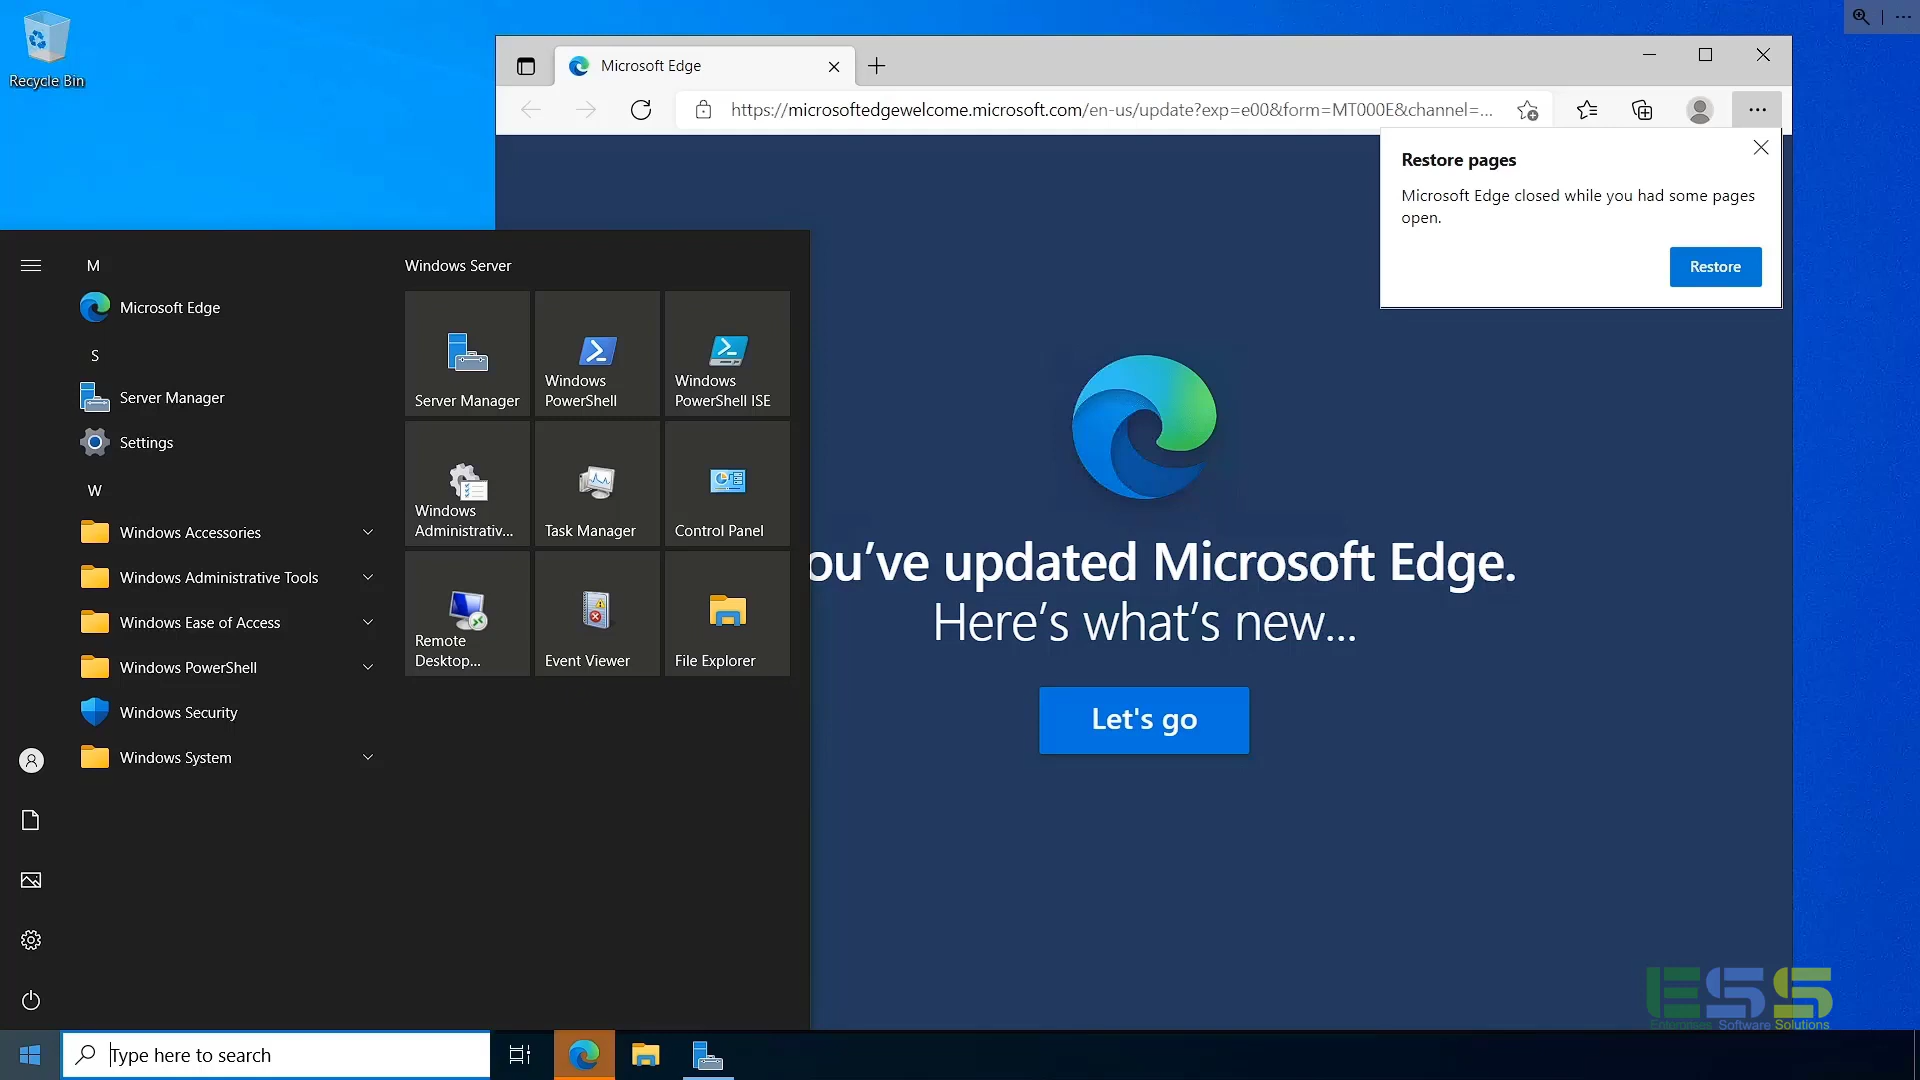 Recycle Bin
Microsoft Edge
https://microsoftedgewelcome.microsoft.com/en-us/update?exp=e00&form=MT000E&channel=...
Restore pages
Microsoft Edge closed while you had some pages
open.
Restore
M
Microsoft Edge
S
Server Manager
Settings
W
Windows Accessories
Windows Administrative Tools
Windows Ease of Access
Windows PowerShell
Windows Security
Windows System
Windows Server
Server Manager
Windows
PowerShell
Windows
PowerShell ISE
Windows
Administrativ...
Task Manager
Control Panel
Remote
Desktop...
Event Viewer
File Explorer
ou’ve updated Microsoft Edge.
Here’s what’s new...
Let's go
ESS
Enterprises Software Solutions
Type here to search